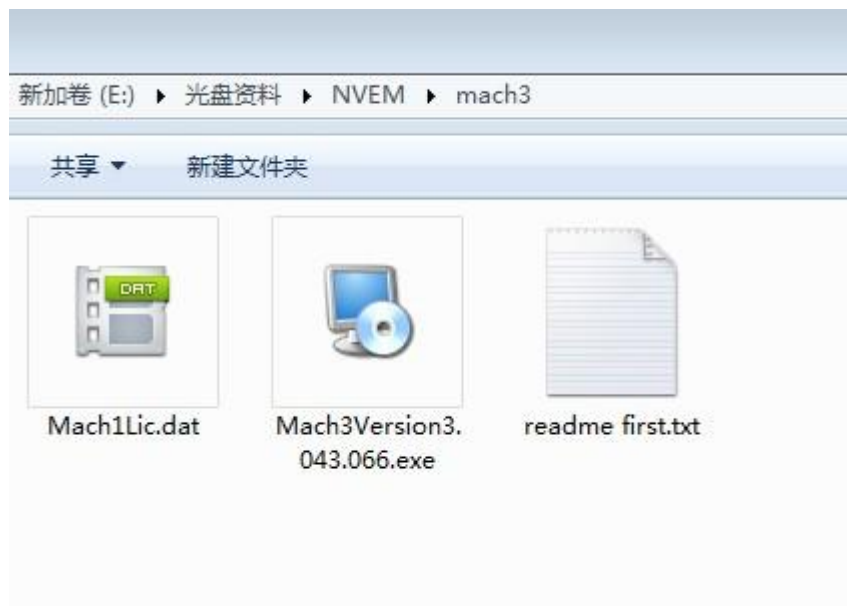 新加卷 (E:) ▶ 光盘资料 ▶ NVEM ▶ mach3
共享 ▼ 新建文件夹
DAT
Mach1Lic.dat
Mach3Version3.
043.066.exe
readme first.txt